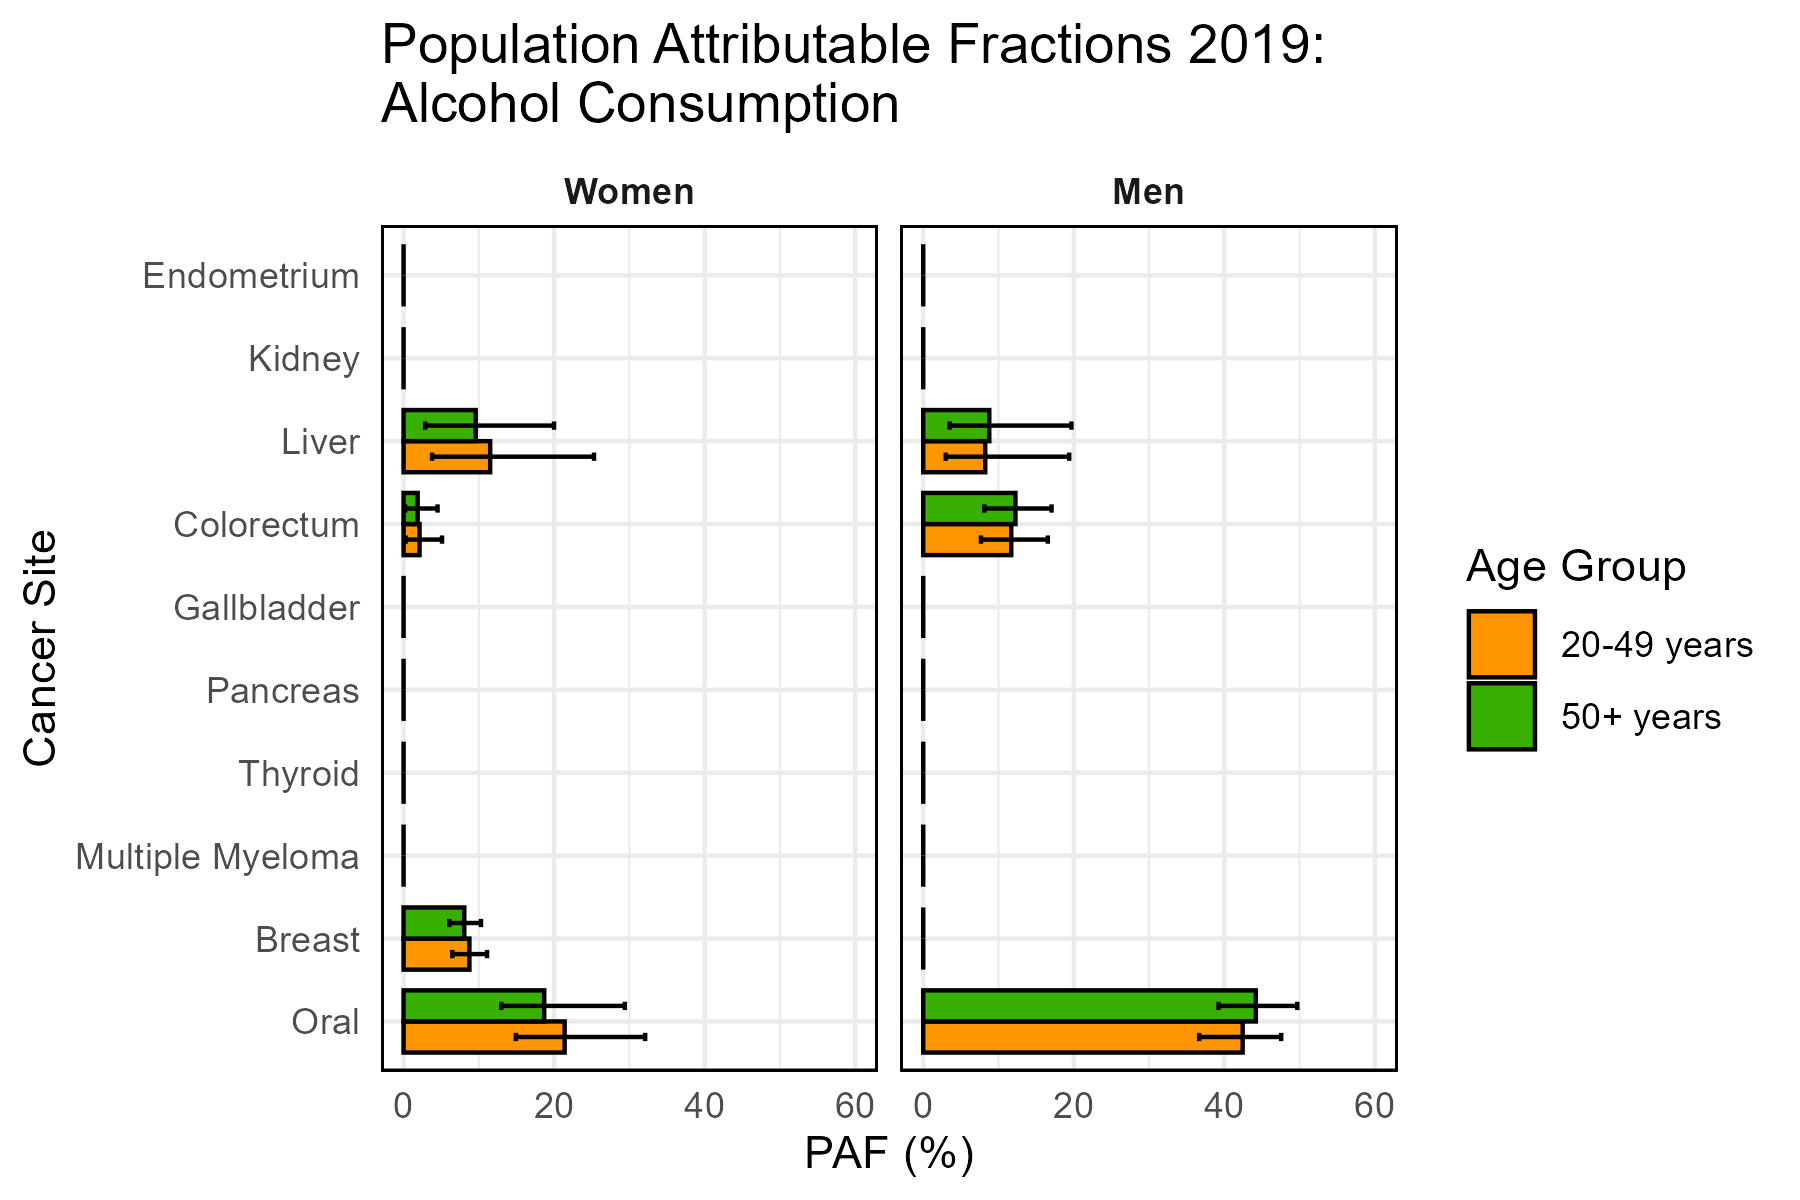 Population Attributable Fractions 2019:
Alcohol Consumption
Women
Men
Cancer Site
Endometrium
Kidney
Liver
Colorectum
Gallbladder
Pancreas
Thyroid
Multiple Myeloma
Breast
Oral
0 20 40 60
0 20 40 60
PAF (%)
Age Group
20-49 years
50+ years